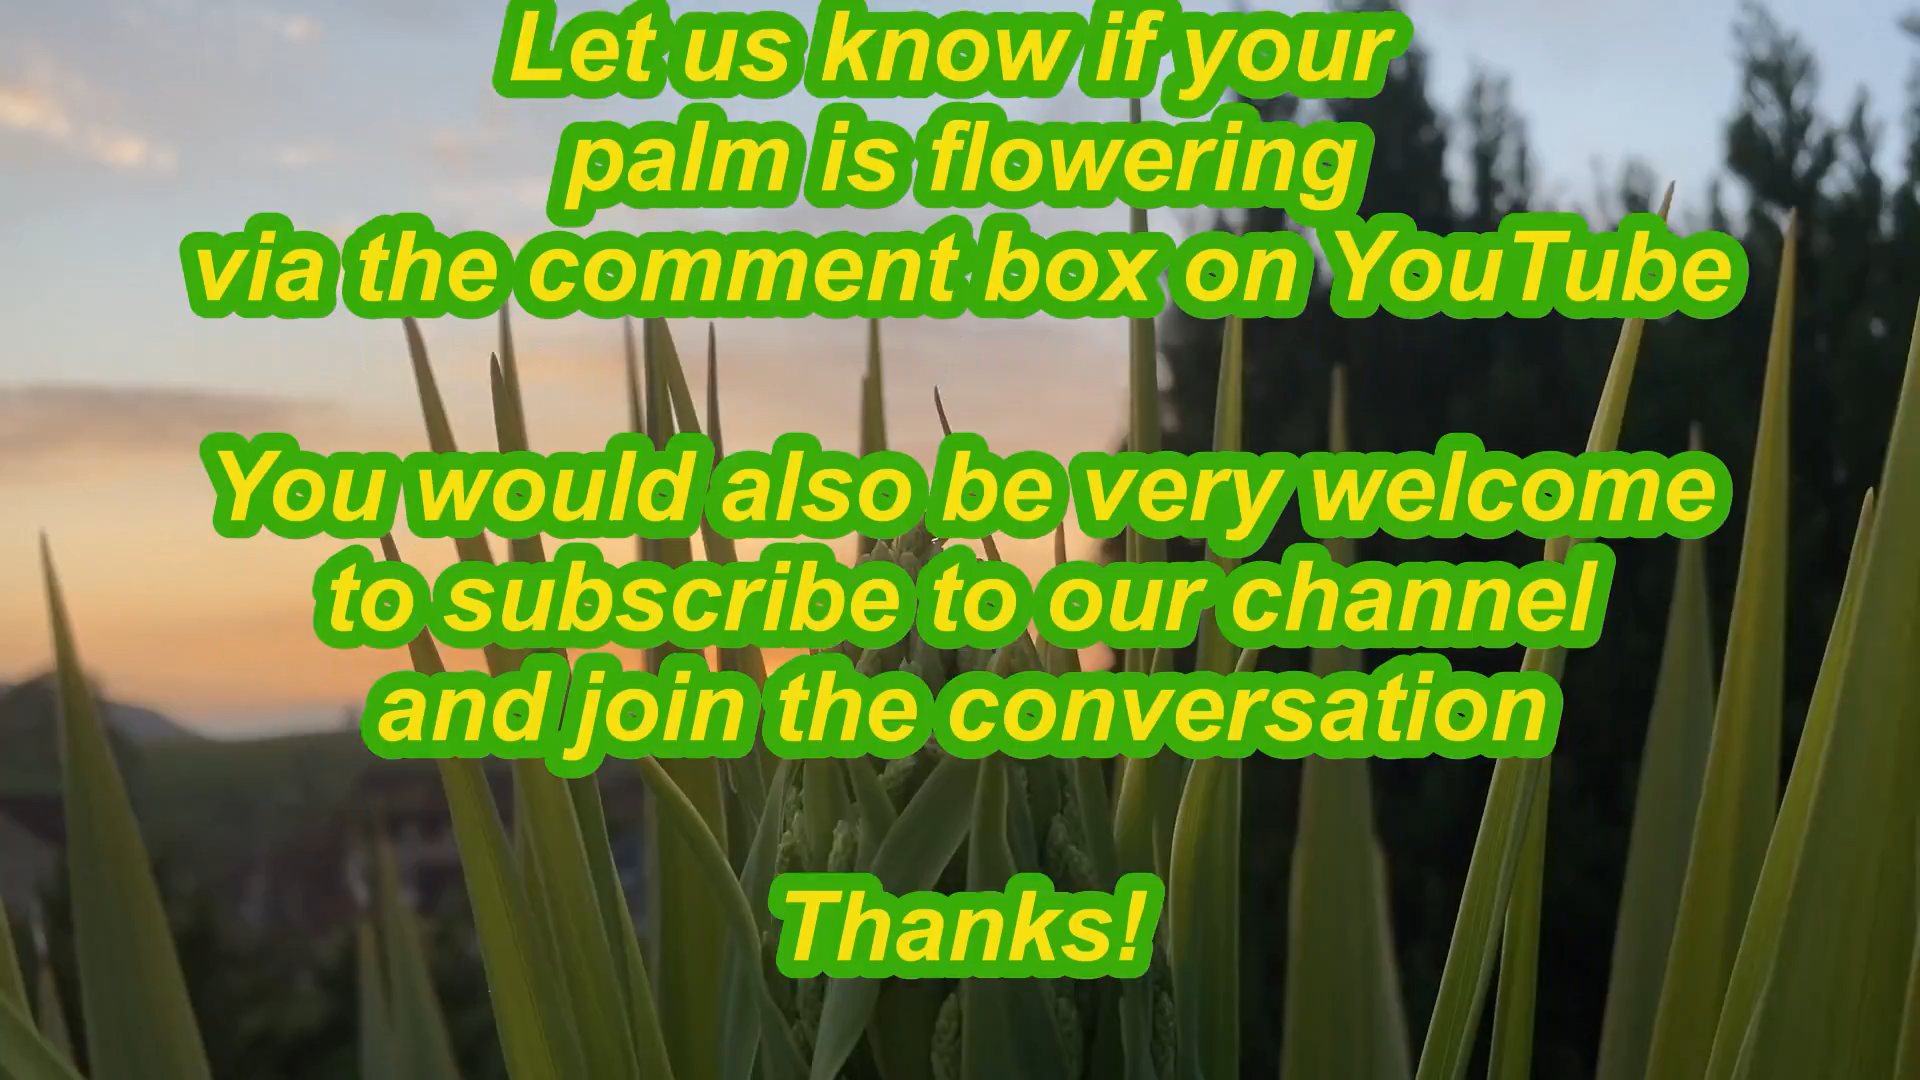 Let us know if your
palm is flowering
via the comment box on YouTube
You would also be very welcome
to subscribe to our channel
and join the conversation
Thanks!